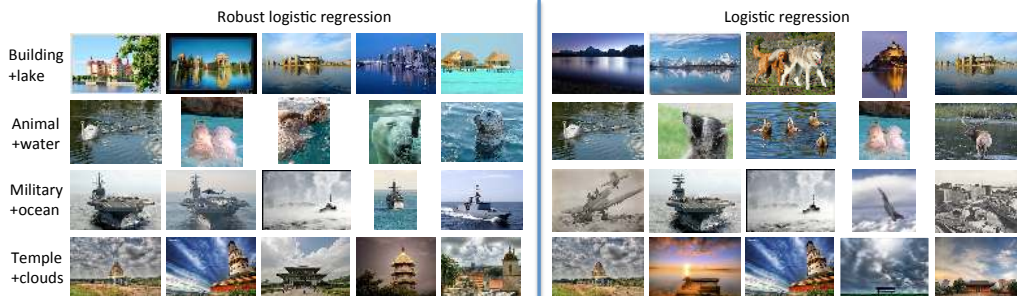 Robust logistic regression
Logistic regression
Building
+lake
Animal
+water
Military
+ocean
Temple
+clouds